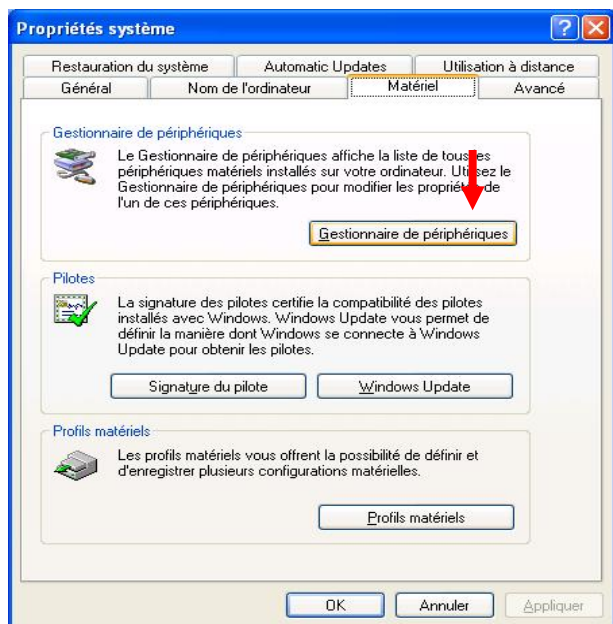 Propriétés système
Restauration du système Automatic Updates Utilisation à distance
Général Nom de l'ordinateur Matériel Avancé
Gestionnaire de périphériques
Le Gestionnaire de périphériques affiche la liste de tous les
périphériques matériels installés sur votre ordinateur. Utilisez le
Gestionnaire de périphériques pour modifier les propriétés de
l'un de ces périphériques.
Gestionnaire de périphériques
Pilotes
La signature des pilotes certifie la compatibilité des pilotes
installés avec Windows. Windows Update vous permet de
définir la manière dont Windows se connecte à Windows
Update pour obtenir les pilotes.
Signature du pilote Windows Update
Profils matériels
Les profils matériels vous offrent la possibilité de définir et
d'enregistrer plusieurs configurations matérielles.
Profils matériels
OK Annuler Appliquer